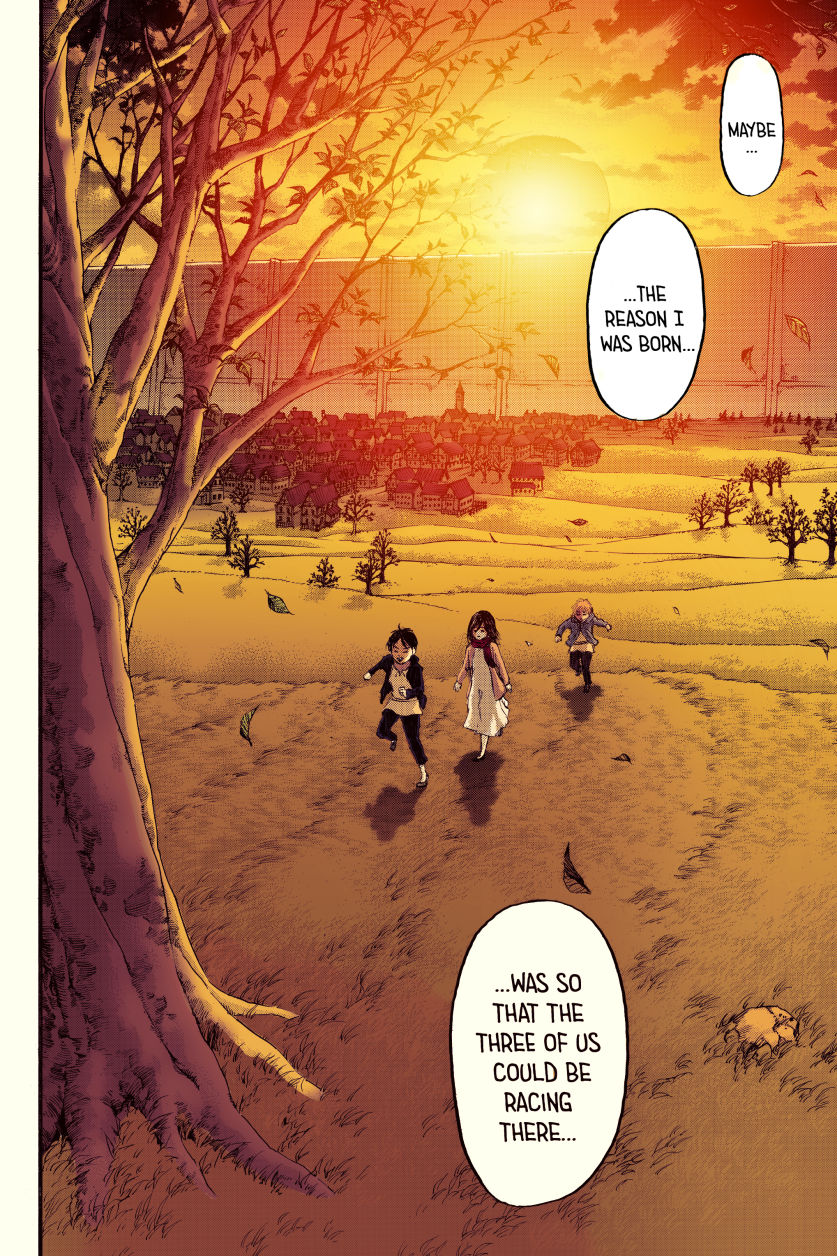 MAYBE
...
...THE
REASON I
WAS BORN...
...WAS SO
THAT THE
THREE OF US
COULD BE
RACING
THERE...